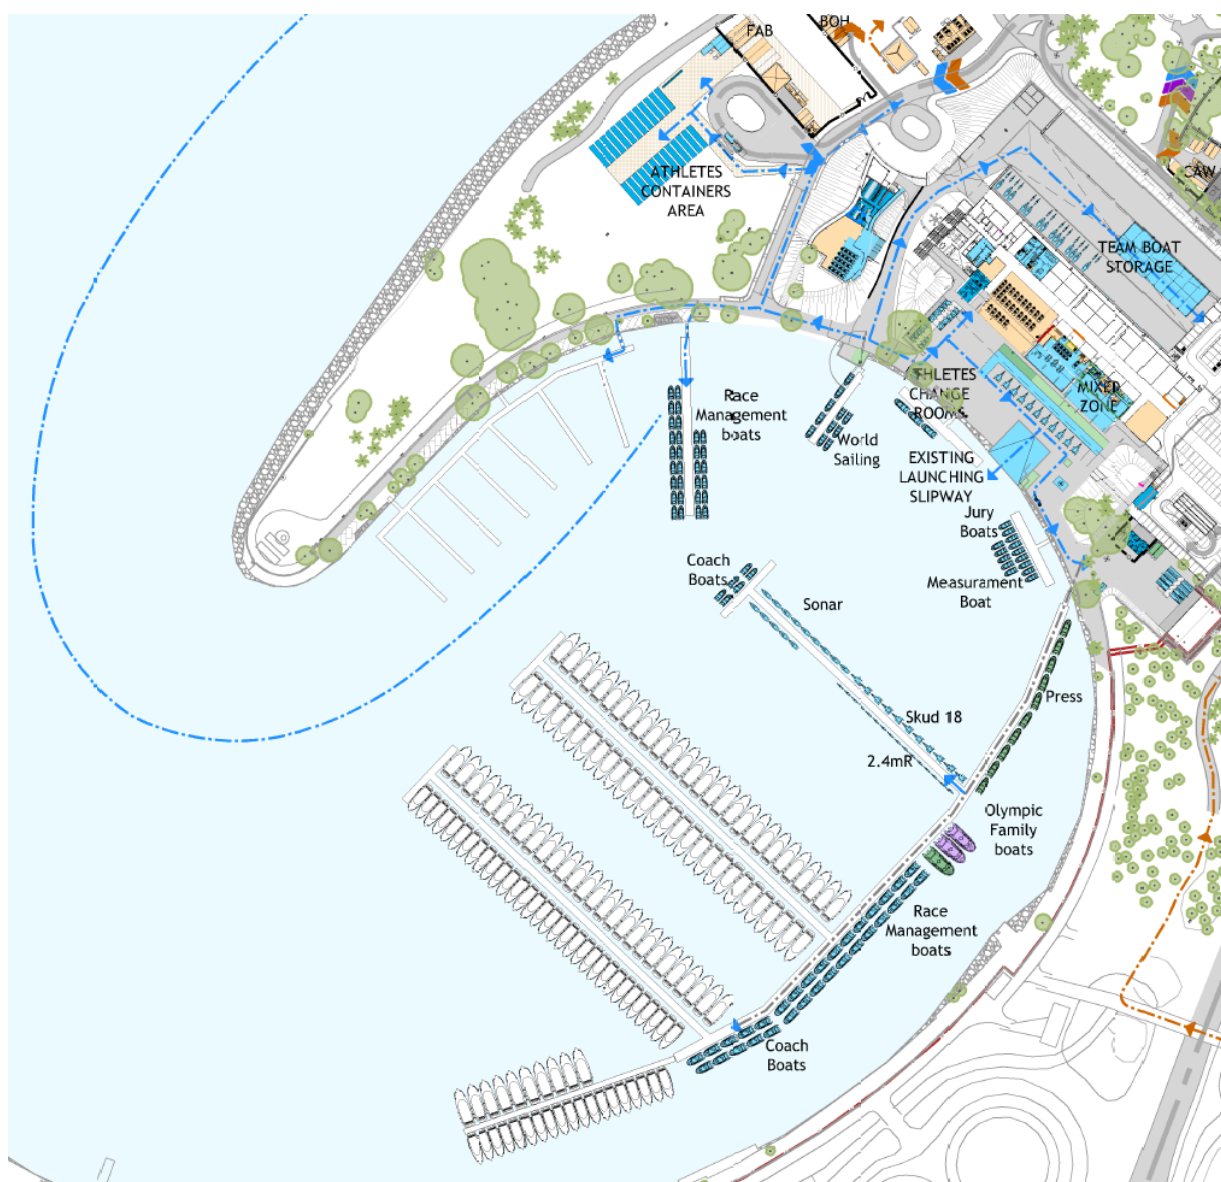 BOH
FAB
CAW
ATHLETES
CONTAINERS
AREA
TEAM BOAT
STORAGE
ATHLETES
CHANGE
ROOMS
MIXED
ZONE
Race
Management
boats
World
Sailing
EXISTING
LAUNCHING
SLIPWAY
Jury
Boats
Coach
Boats
Measurament
Boat
Sonar
Press
Skud 18
2.4mR
Olympic
Family
boats
Race
Management
boats
Coach
Boats